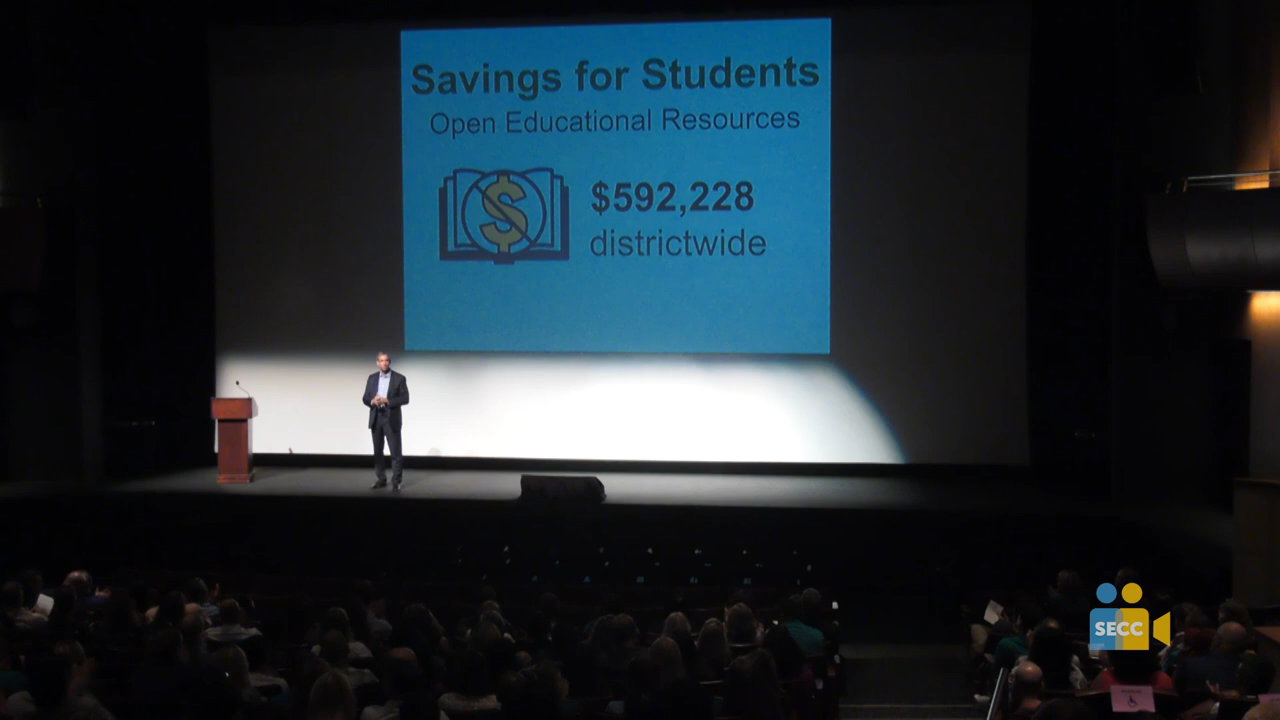 Savings for Students
Open Educational Resources
$592,228
districtwide
SECC